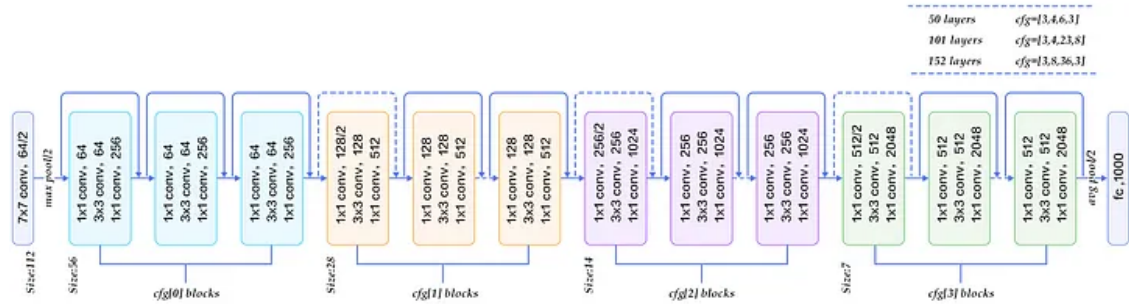 50 layers cfg=[3,4,6,3]
101 layers cfg=[3,4,23,8]
152 layers cfg=[3,8,36,3]
7x7 conv, 64/2
max pool/2
1x1 conv, 64
3x3 conv, 64
1x1 conv, 256
1x1 conv, 64
3x3 conv, 64
1x1 conv, 256
1x1 conv, 64
3x3 conv, 64
1x1 conv, 256
1x1 conv, 128/2
3x3 conv, 128
1x1 conv, 512
1x1 conv, 128
3x3 conv, 128
1x1 conv, 512
1x1 conv, 128
3x3 conv, 128
1x1 conv, 512
1x1 conv, 256/2
3x3 conv, 256
1x1 conv, 1024
1x1 conv, 256
3x3 conv, 256
1x1 conv, 1024
1x1 conv, 256
3x3 conv, 256
1x1 conv, 1024
1x1 conv, 512/2
3x3 conv, 512
1x1 conv, 2048
1x1 conv, 512
3x3 conv, 512
1x1 conv, 2048
1x1 conv, 512
3x3 conv, 512
1x1 conv, 2048
avg pool/2
fc ,1000
Size:112
Size:56
cfg[0] blocks
Size:28
cfg[1] blocks
Size:14
cfg[2] blocks
Size:7
cfg[3] blocks